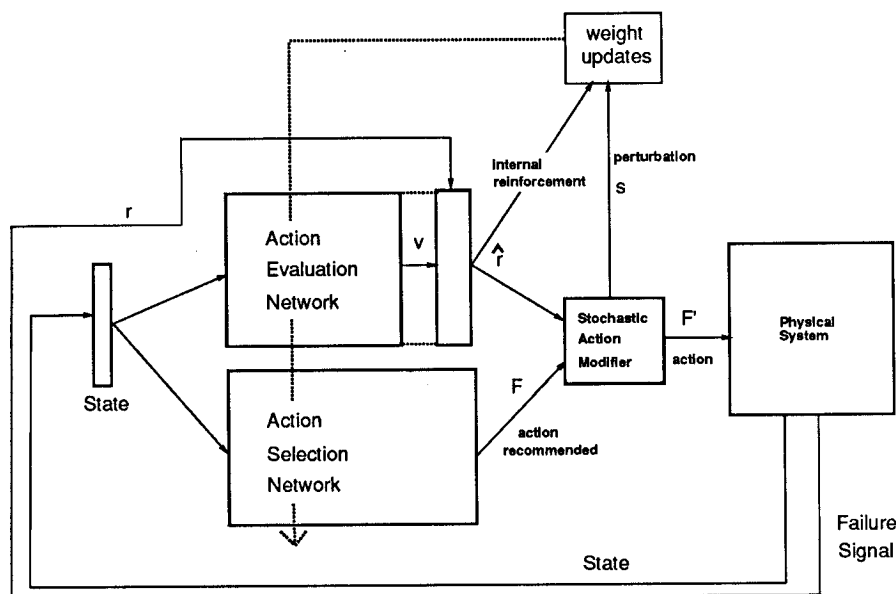 weight
updates
Internal
reinforcement
perturbation
s
r
Action
Evaluation
Network
v
r̂
State
Stochastic
Action
Modifier
F'
action
Physical
System
F
action
recommended
Action
Selection
Network
Failure
Signal
State